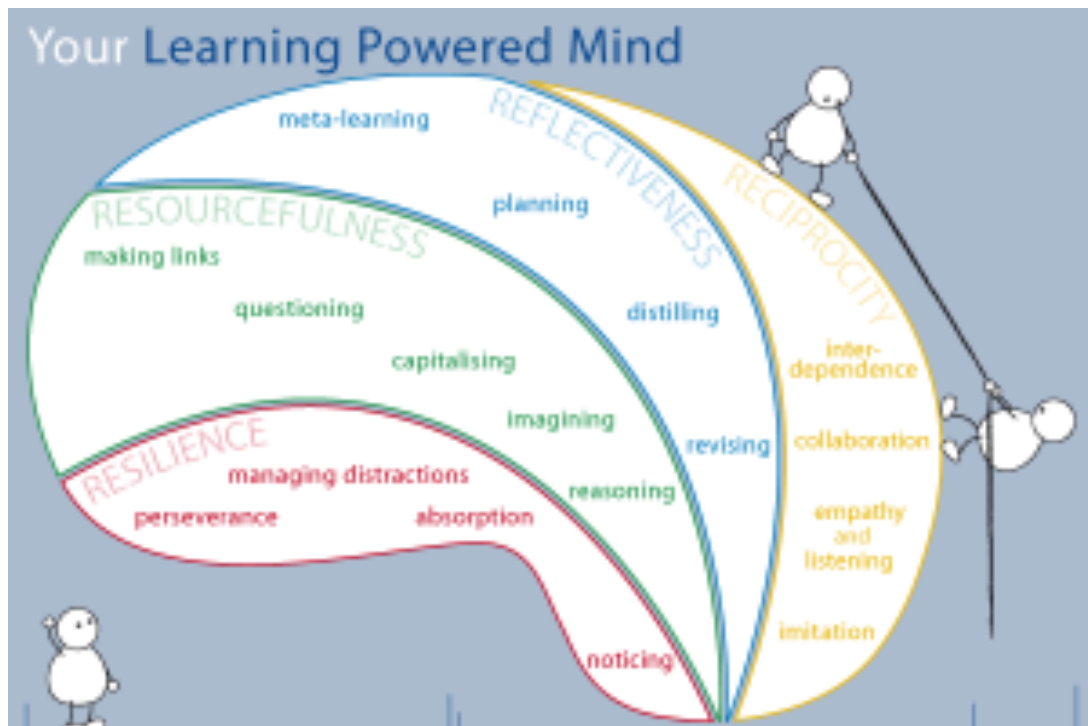 Your Learning Powered Mind
meta-learning
REFLECTIVENESS
planning
distilling
revising
RESOURCEFULNESS
making links
questioning
capitalising
imagining
reasoning
RESILIENCE
managing distractions
perseverance
absorption
noticing
RECIPROCITY
inter-
dependence
collaboration
empathy
and
listening
imitation